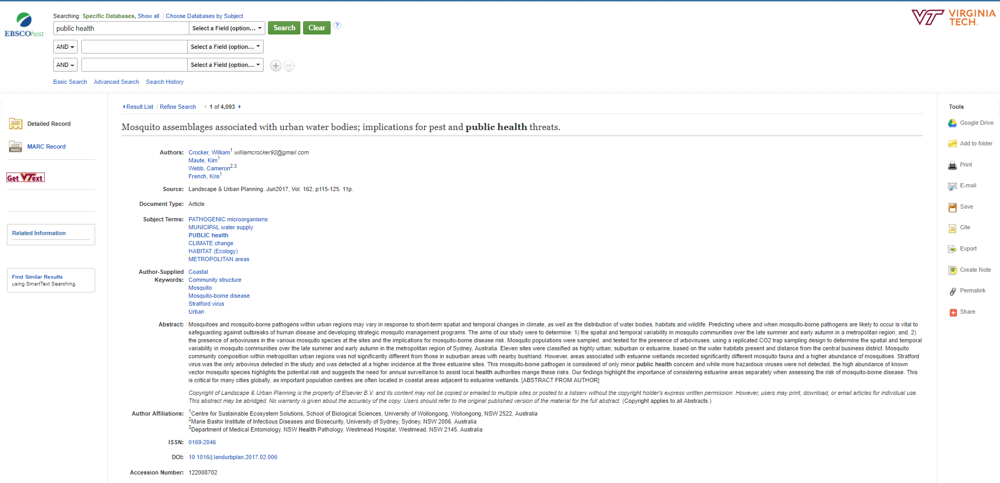 Searching: Specific Databases, Show all | Choose Databases by Subject
EBSCOhost
public health Select a Field (option... Search Clear ?
AND Select a Field (option...
AND Select a Field (option...
Basic Search Advanced Search Search History
VT VIRGINIA TECH
Detailed Record
MARC
MARC Record
Get VText
Related Information
Find Similar Results
using SmartText Searching.
Result List | Refine Search 1 of 4,093
Mosquito assemblages associated with urban water bodies; implications for pest and public health threats.
Authors: Crocker, William1 williamcrocker92@gmail.com
Maute, Kim1
Webb, Cameron2,3
French, Kris1
Source: Landscape & Urban Planning. Jun2017, Vol. 162, p115-125. 11p.
Document Type: Article
Subject Terms: PATHOGENIC microorganisms
MUNICIPAL water supply
PUBLIC health
CLIMATE change
HABITAT (Ecology)
METROPOLITAN areas
Author-Supplied Coastal
Keywords: Community structure
Mosquito
Mosquito-borne disease
Stratford virus
Urban
Abstract: Mosquitoes and mosquito-borne pathogens within urban regions may vary in response to short-term spatial and temporal changes in climate, as well as the distribution of water bodies, habitats and wildlife. Predicting where and when mosquito-borne pathogens are likely to occur is vital to
safeguarding against outbreaks of human disease and developing strategic mosquito management programs. The aims of our study were to determine: 1) the spatial and temporal variability in mosquito communities over the late summer and early autumn in a metropolitan region; and, 2)
the presence of arboviruses in the various mosquito species at the sites and the implications for mosquito-borne disease risk. Mosquito populations were sampled, and tested for the presence of arboviruses, using a replicated CO2 trap sampling design to determine the spatial and temporal
variability in mosquito communities over the late summer and early autumn in the metropolitan region of Sydney, Australia. Eleven sites were classified as highly urban, suburban or estuarine, based on the water habitats present and distance from the central business district. Mosquito
community composition within metropolitan urban regions was not significantly different from those in suburban areas with nearby bushland. However, areas associated with estuarine wetlands recorded significantly different mosquito fauna and a higher abundance of mosquitoes. Stratford
virus was the only arbovirus detected in the study and was detected at a higher incidence at the three estuarine sites. This mosquito-borne pathogen is considered of only minor public health concern and while more hazardous viruses were not detected, the high abundance of known
vector mosquito species highlights the potential risk and suggests the need for annual surveillance to assist local health authorities mange these risks. Our findings highlight the importance of considering estuarine areas separately when assessing the risk of mosquito-borne disease. This
is critical for many cities globally, as important population centres are often located in coastal areas adjacent to estuarine wetlands. [ABSTRACT FROM AUTHOR]
Copyright of Landscape & Urban Planning is the property of Elsevier B.V. and its content may not be copied or emailed to multiple sites or posted to a listserv without the copyright holder's express written permission. However, users may print, download, or email articles for individual use.
This abstract may be abridged. No warranty is given about the accuracy of the copy. Users should refer to the original published version of the material for the full abstract. (Copyright applies to all Abstracts.)
Author Affiliations: 1Centre for Sustainable Ecosystem Solutions, School of Biological Sciences, University of Wollongong, Wollongong, NSW 2522, Australia
2Marie Bashir Institute of Infectious Diseases and Biosecurity, University of Sydney, Sydney, NSW 2006, Australia
3Department of Medical Entomology, NSW Health Pathology, Westmead Hospital, Westmead, NSW 2145, Australia
ISSN: 0169-2046
DOI: 10.1016/j.landurbplan.2017.02.006
Accession Number: 122008702
Tools
Google Drive
Add to folder
Print
E-mail
Save
Cite
Export
Create Note
Permalink
Share